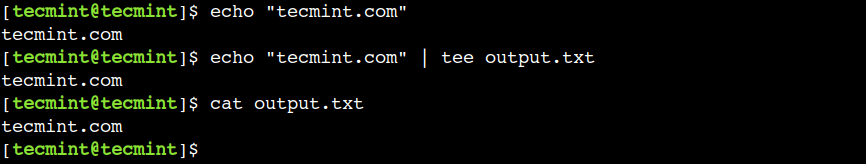 [tecmint@tecmint]$ echo "tecmint.com"
tecmint.com
[tecmint@tecmint]$ echo "tecmint.com" | tee output.txt
tecmint.com
[tecmint@tecmint]$ cat output.txt
tecmint.com
[tecmint@tecmint]$